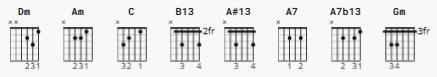 Dm Am C B13 A#13 A7 A7b13 Gm
x x x x x x x x
2fr 3fr
231 231 32 1 3 4 3 4 1 2 2 31 34